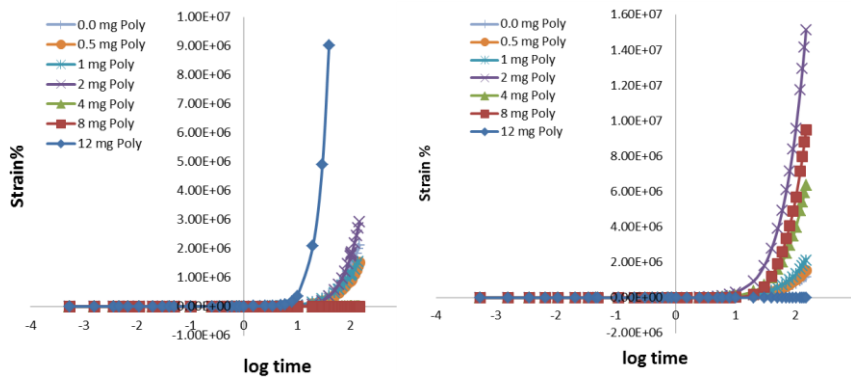 0.0 mg Poly
0.5 mg Poly
1 mg Poly
2 mg Poly
4 mg Poly
8 mg Poly
12 mg Poly
Strain%
1.00E+07
9.00E+06
8.00E+06
7.00E+06
6.00E+06
5.00E+06
4.00E+06
3.00E+06
2.00E+06
1.00E+06
0.00E+00
-1.00E+06
-4 -3 -2 -1 0 1 2
log time
0.0 mg Poly
0.5 mg Poly
1 mg Poly
2 mg Poly
4 mg Poly
8 mg Poly
12 mg Poly
Strain %
1.60E+07
1.40E+07
1.20E+07
1.00E+07
8.00E+06
6.00E+06
4.00E+06
2.00E+06
0.00E+00
-2.00E+06
-4 -3 -2 -1 0 1 2
log time